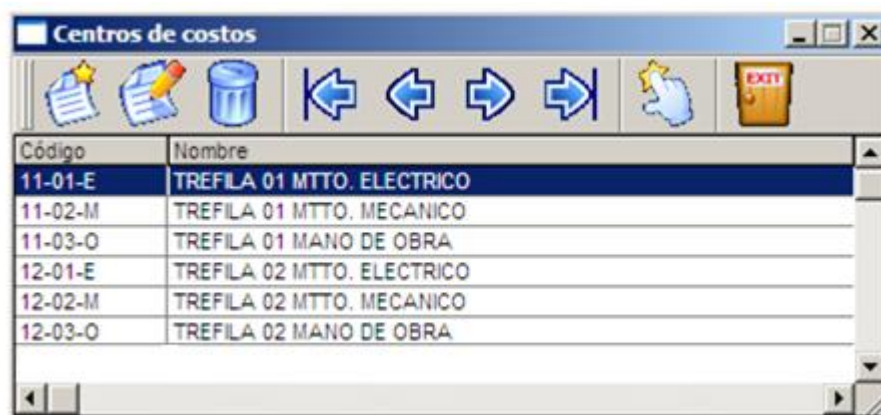 Centros de costos
EXIT
Código Nombre
11-01-E TREFILA 01 MTTO. ELECTRICO
11-02-M TREFILA 01 MTTO. MECANICO
11-03-O TREFILA 01 MANO DE OBRA
12-01-E TREFILA 02 MTTO. ELECTRICO
12-02-M TREFILA 02 MTTO. MECANICO
12-03-O TREFILA 02 MANO DE OBRA